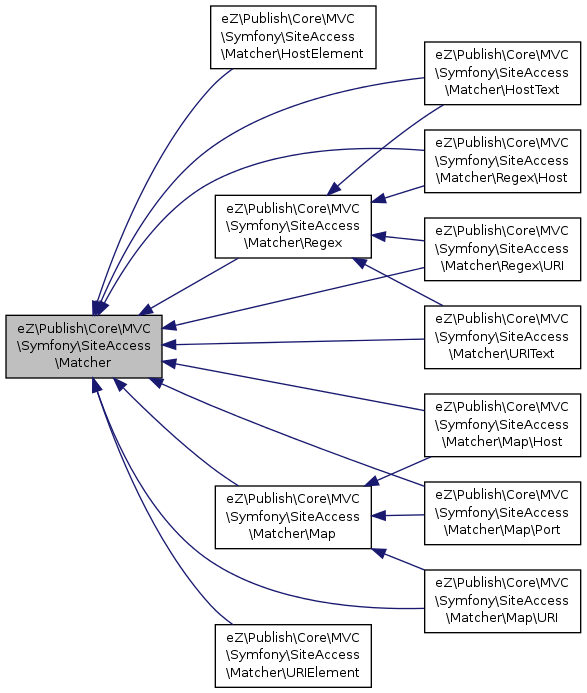 eZ\Publish\Core\MVC
\Symfony\SiteAccess
\Matcher\HostElement
eZ\Publish\Core\MVC
\Symfony\SiteAccess
\Matcher\HostText
eZ\Publish\Core\MVC
\Symfony\SiteAccess
\Matcher\Regex\Host
eZ\Publish\Core\MVC
\Symfony\SiteAccess
\Matcher\Regex
eZ\Publish\Core\MVC
\Symfony\SiteAccess
\Matcher\Regex\URI
eZ\Publish\Core\MVC
\Symfony\SiteAccess
\Matcher\URIText
eZ\Publish\Core\MVC
\Symfony\SiteAccess
\Matcher
eZ\Publish\Core\MVC
\Symfony\SiteAccess
\Matcher\Map\Host
eZ\Publish\Core\MVC
\Symfony\SiteAccess
\Matcher\Map
eZ\Publish\Core\MVC
\Symfony\SiteAccess
\Matcher\Map\Port
eZ\Publish\Core\MVC
\Symfony\SiteAccess
\Matcher\Map\URI
eZ\Publish\Core\MVC
\Symfony\SiteAccess
\Matcher\URIElement